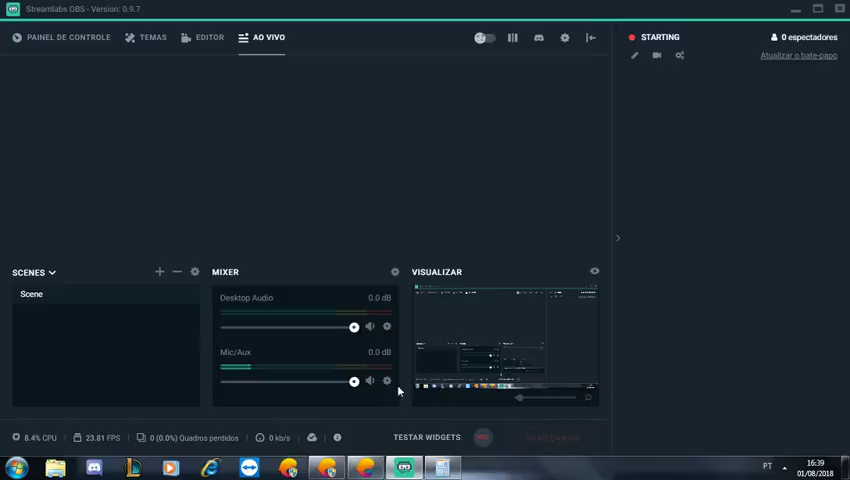 Streamlabs OBS - Version: 0.9.7
PAINEL DE CONTROLE TEMAS EDITOR AO VIVO
STARTING 0 espectadores
Atualizar o bate-papo
SCENES MIXER VISUALIZAR
Scene
Desktop Audio 0.0 dB
Mic/Aux 0.0 dB
8.4% CPU 23.81 FPS 0 (0.0%) Quadros perdidos 0 kb/s TESTAR WIDGETS REC
PT 16:39
01/08/2018